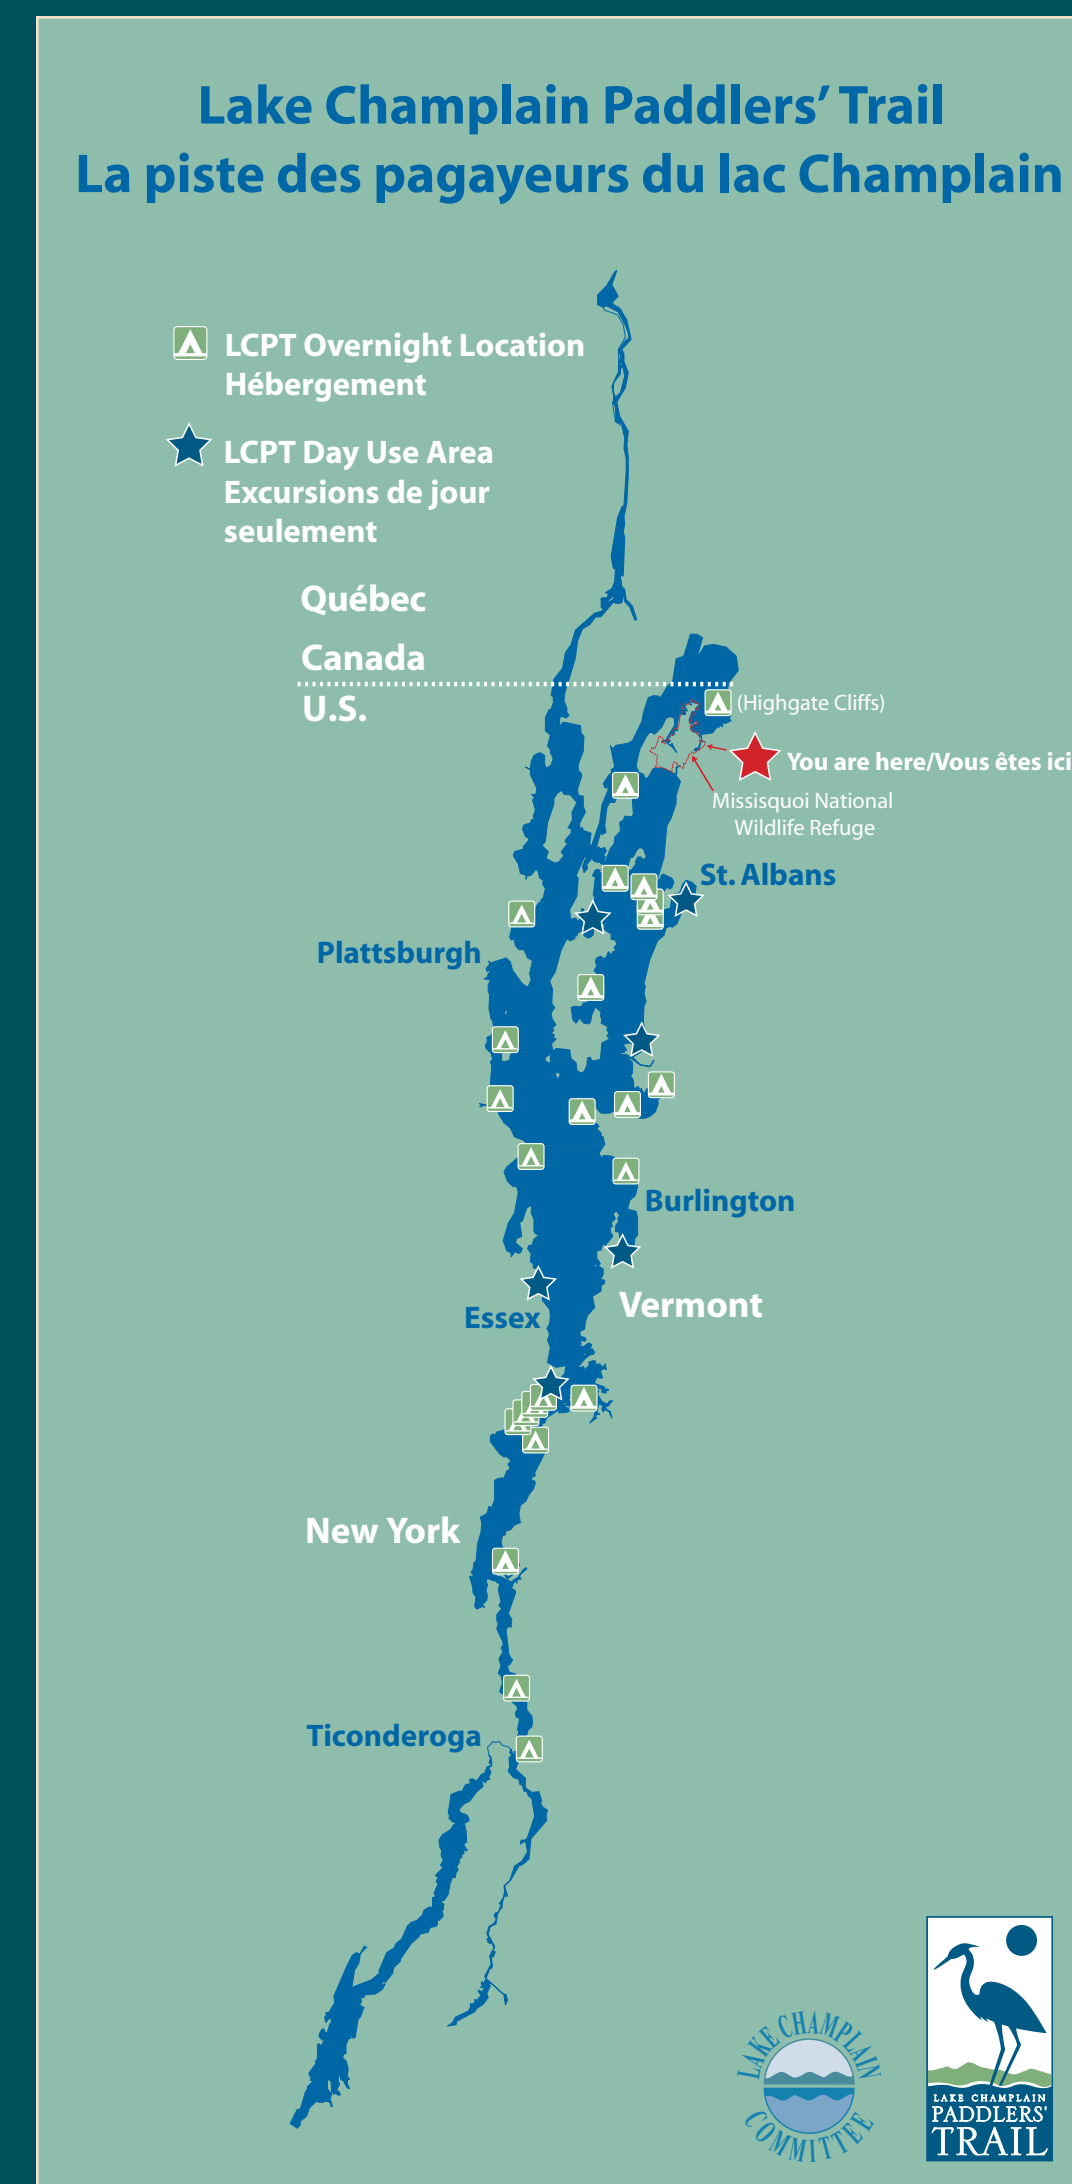 Lake Champlain Paddlers’ Trail
La piste des pagayeurs du lac Champlain
LCPT Overnight Location
Hébergement
LCPT Day Use Area
Excursions de jour
seulement
Québec
Canada
U.S.
(Highgate Cliffs)
You are here/Vous êtes ici
Missisquoi National
Wildlife Refuge
St. Albans
Plattsburgh
Burlington
Vermont
Essex
New York
Ticonderoga
LAKE CHAMPLAIN
COMMITTEE
LAKE CHAMPLAIN
PADDLERS'
TRAIL